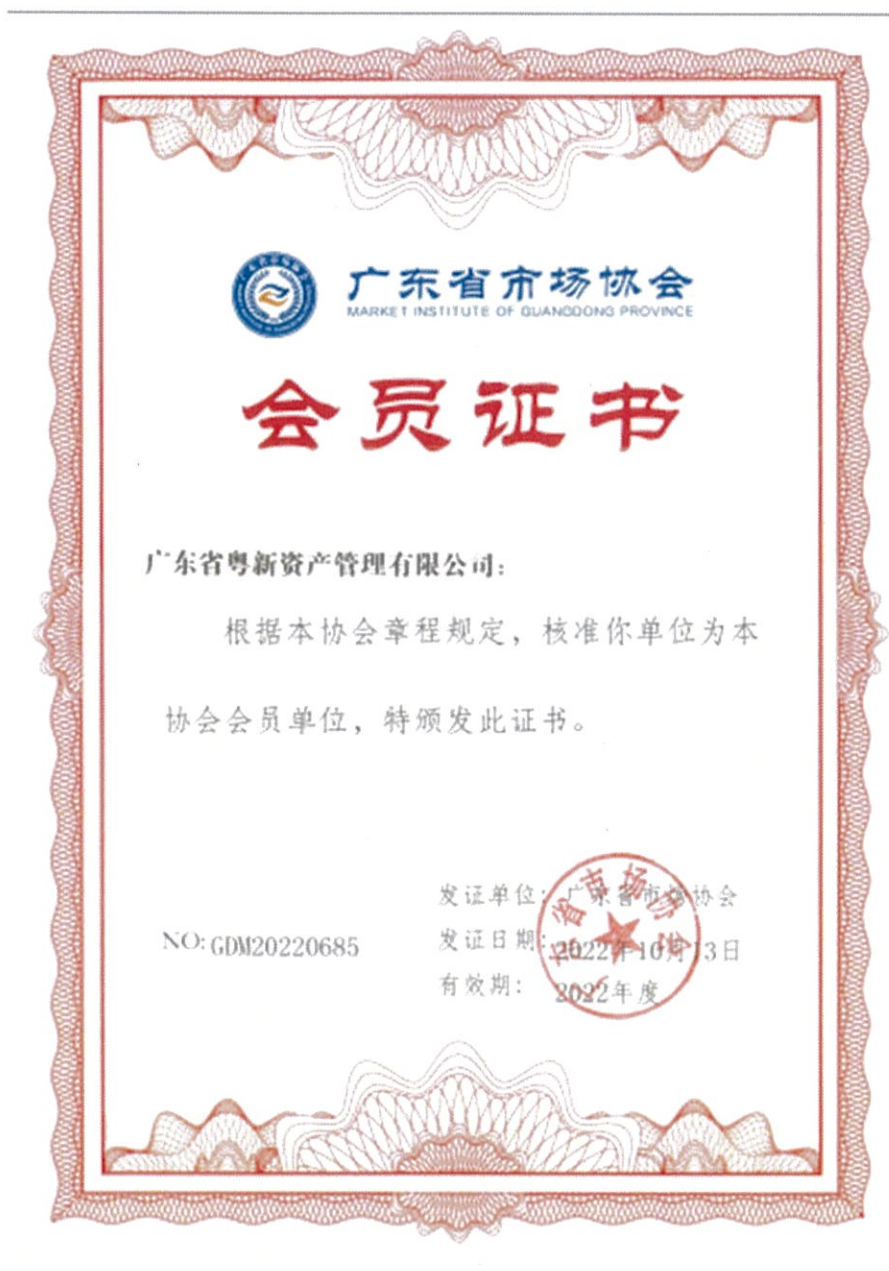 广东省市场协会
MARKET INSTITUTE OF GUANGDONG PROVINCE
会员证书
广东省粤新资产管理有限公司:
根据本协会章程规定，核准你单位为本
协会会员单位，特颁发此证书。
发证单位: 广东省市场协会
NO: GDM20220685
发证日期: 2022年10月13日
有效期: 2022年度